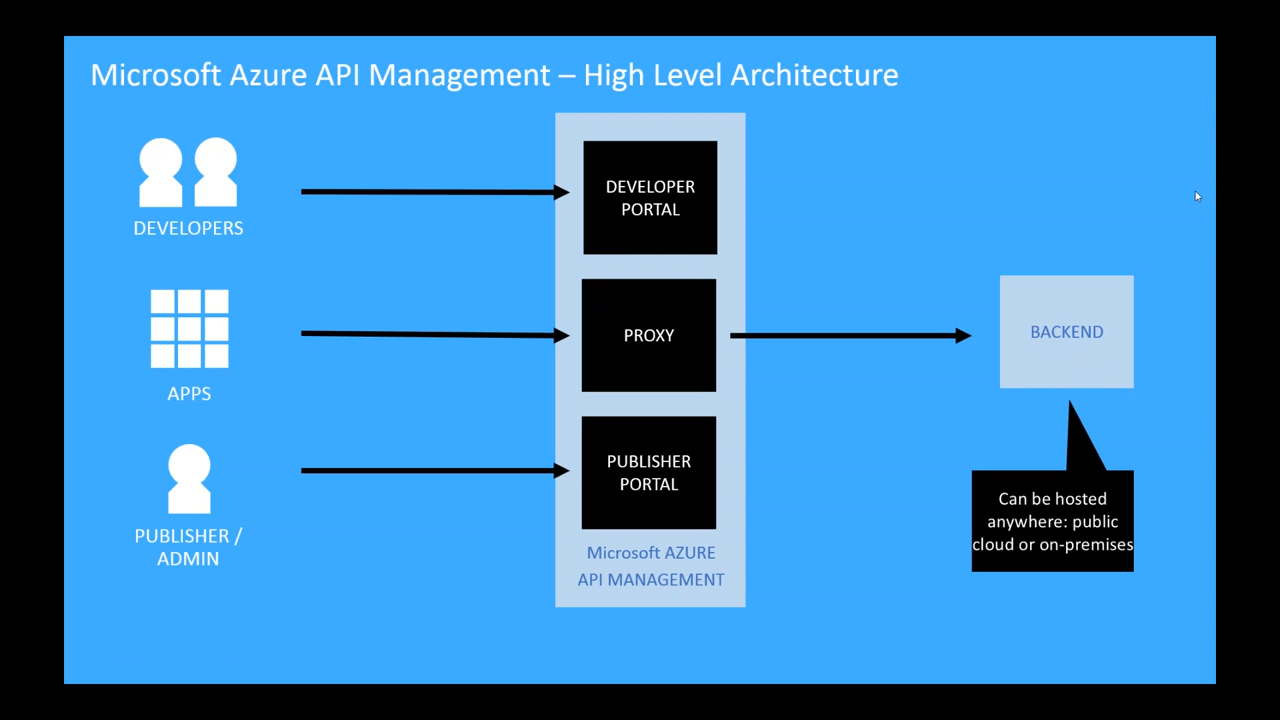 Microsoft Azure API Management – High Level Architecture
DEVELOPERS
DEVELOPER
PORTAL
APPS
PROXY
BACKEND
PUBLISHER /
ADMIN
PUBLISHER
PORTAL
Microsoft AZURE
API MANAGEMENT
Can be hosted
anywhere: public
cloud or on-premises